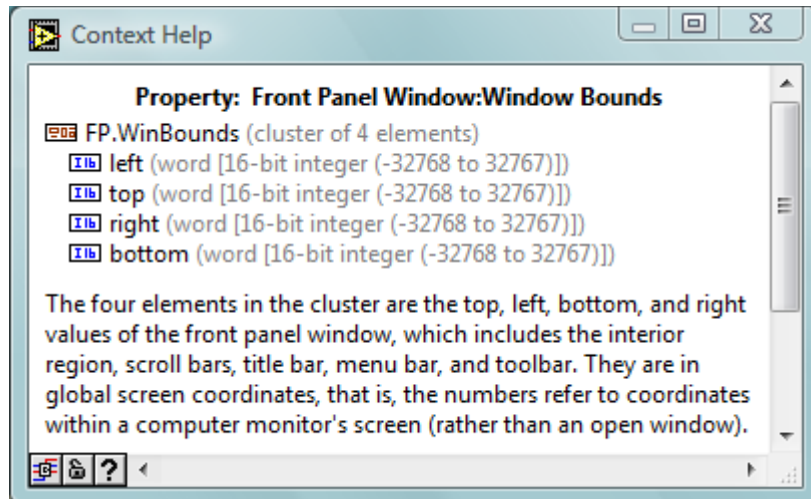 Context Help
Property: Front Panel Window:Window Bounds
FP.WinBounds (cluster of 4 elements)
I16 left (word [16-bit integer (-32768 to 32767)])
I16 top (word [16-bit integer (-32768 to 32767)])
I16 right (word [16-bit integer (-32768 to 32767)])
I16 bottom (word [16-bit integer (-32768 to 32767)])
The four elements in the cluster are the top, left, bottom, and right
values of the front panel window, which includes the interior
region, scroll bars, title bar, menu bar, and toolbar. They are in
global screen coordinates, that is, the numbers refer to coordinates
within a computer monitor's screen (rather than an open window).
?